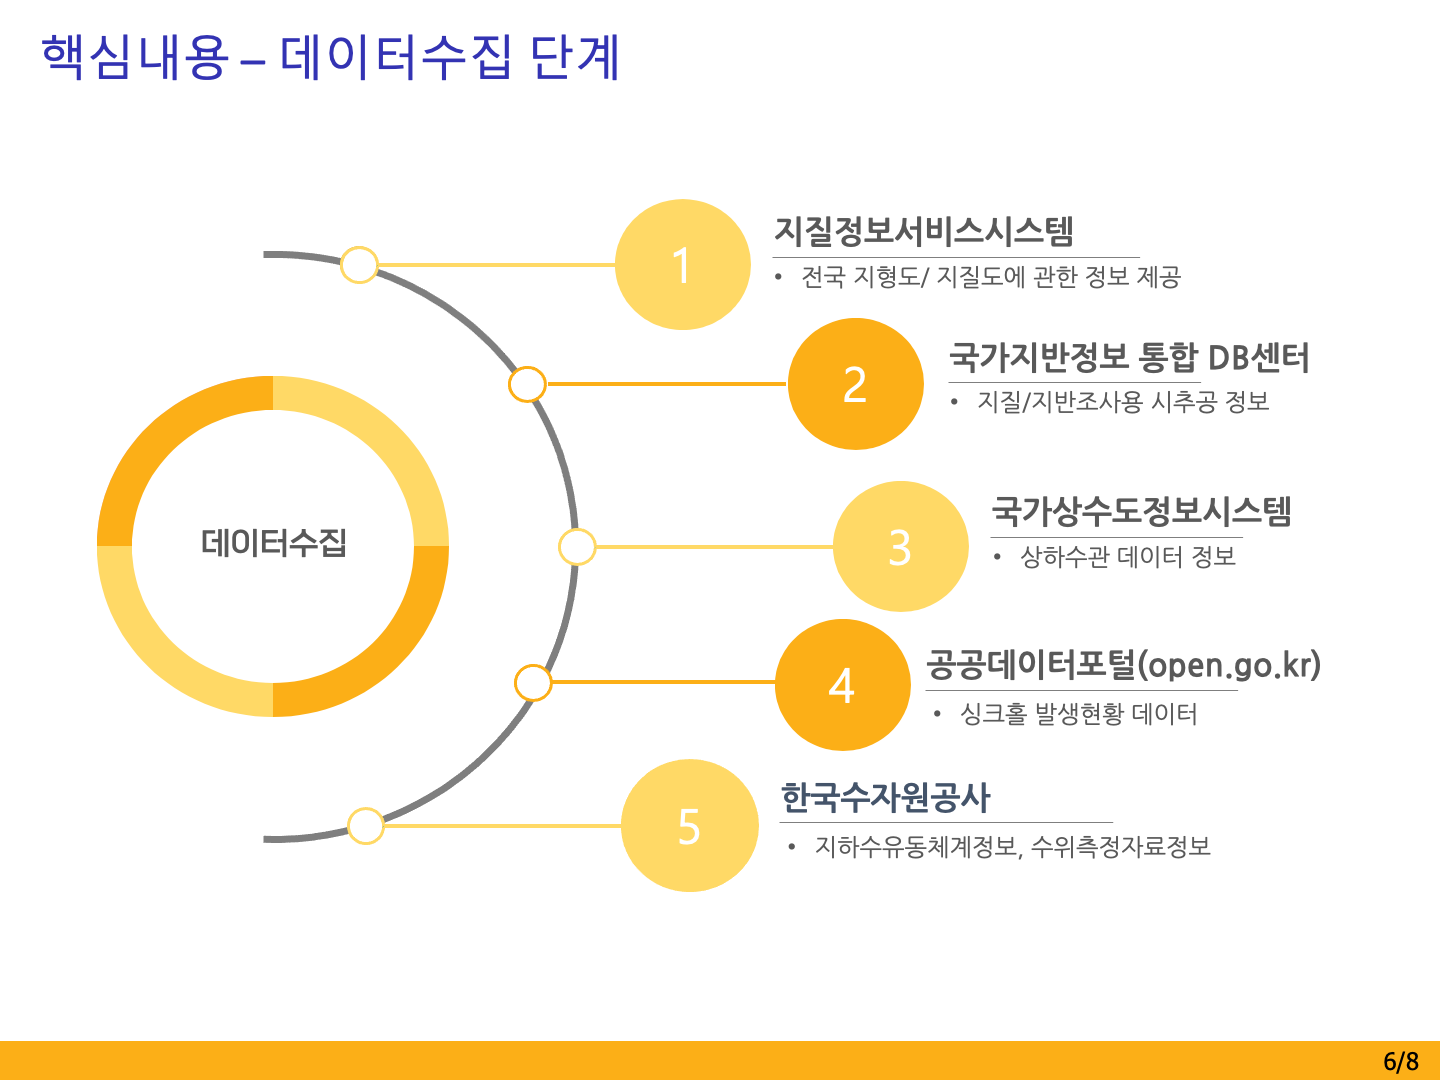 핵심내용 – 데이터수집 단계
데이터수집
1
지질정보서비스시스템
• 전국 지형도/ 지질도에 관한 정보 제공
2
국가지반정보 통합 DB센터
• 지질/지반조사용 시추공 정보
3
국가상수도정보시스템
• 상하수관 데이터 정보
4
공공데이터포털(open.go.kr)
• 싱크홀 발생현황 데이터
5
한국수자원공사
• 지하수유동체계정보, 수위측정자료정보
6/8